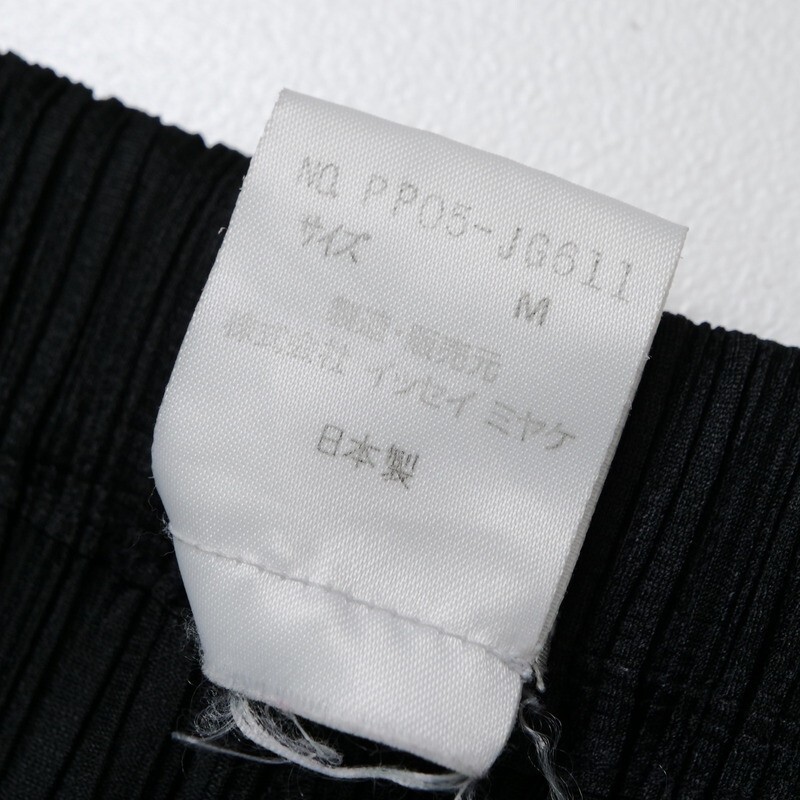 NO. PP05-JG611
サイズ
M
製造・販売元
株式会社 イッセイ ミヤケ
日本製